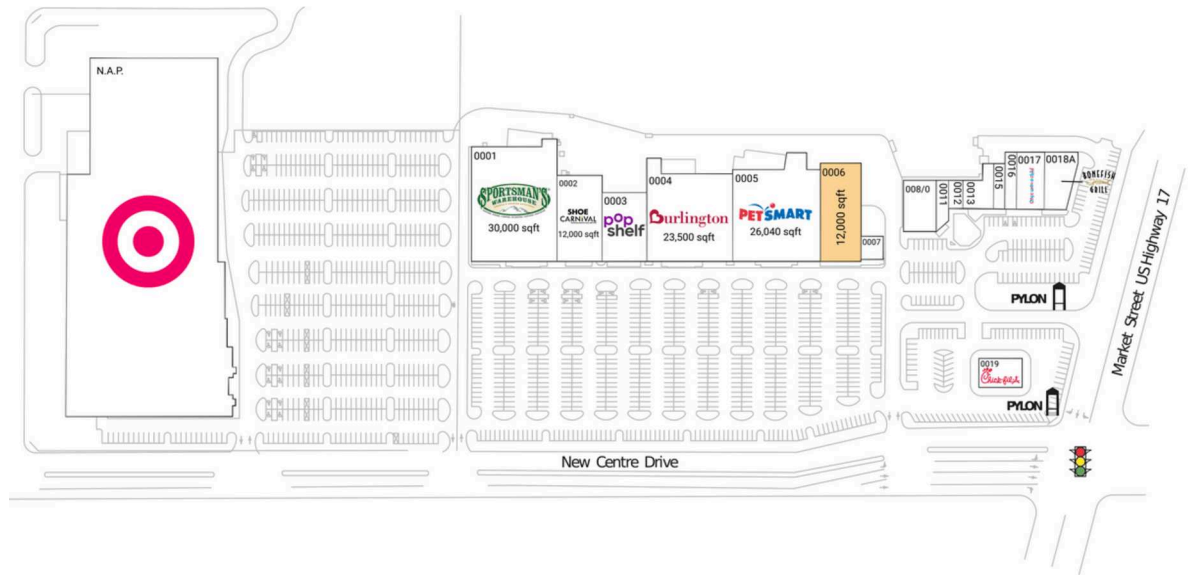 N.A.P.
0001
SPORTSMAN'S
WAREHOUSE
30,000 sqft
0002
SHOE
CARNIVAL
12,000 sqft
0003
pop
shelf
0004
Burlington
23,500 sqft
0005
PETSMART
26,040 sqft
0006
12,000 sqft
0007
008/0
0011
0012
0013
0015
0016
0017
0018A
BONEFISH
GRILL
PYLON
0019
Chick-fil-A
PYLON
Market Street US Highway 17
New Centre Drive